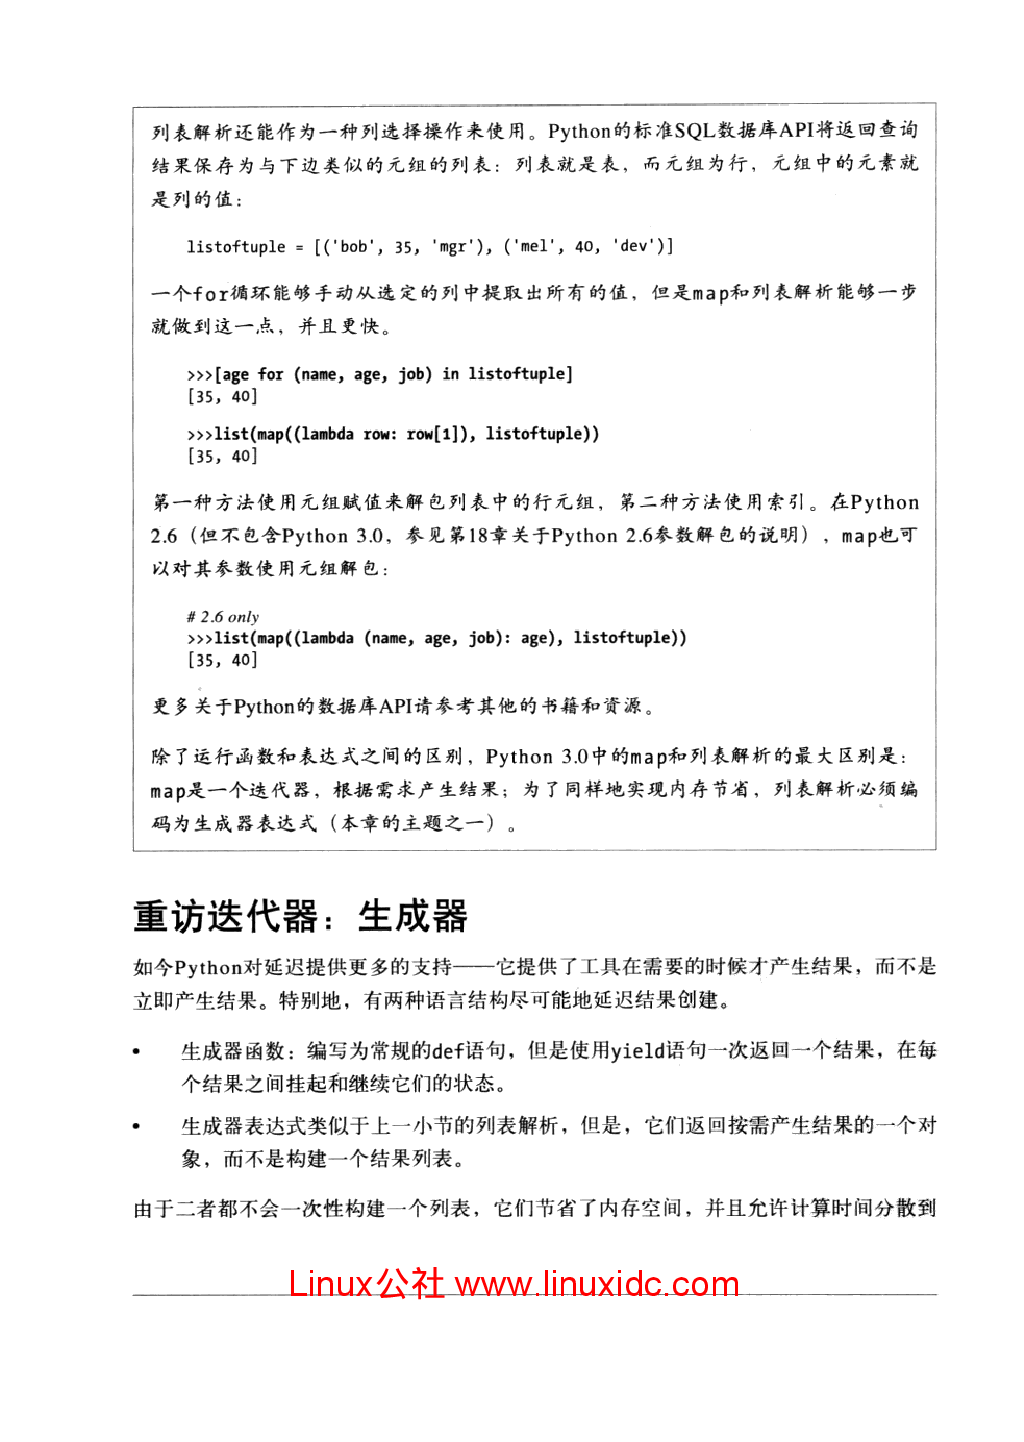 列表解析还能作为一种列选择操作来使用。Python的标准SQL数据库API将返回查询
结果保存为与下边类似的元组的列表：列表就是表，而元组为行，元组中的元素就
是列的值：
listoftuple = [('bob', 35, 'mgr'), ('mel', 40, 'dev')]
一个for循环能够手动从选定的列中提取出所有的值，但是map和列表解析能够一步
就做到这一点，并且更快。
>>>[age for (name, age, job) in listoftuple]
[35, 40]
>>>list(map((lambda row: row[1]), listoftuple))
[35, 40]
第一种方法使用元组赋值来解包列表中的行元组，第二种方法使用索引。在Python
2.6（但不包含Python 3.0，参见第18章关于Python 2.6参数解包的说明），map也可
以对其参数使用元组解包：
# 2.6 only
>>>list(map((lambda (name, age, job): age), listoftuple))
[35, 40]
更多关于Python的数据库API请参考其他的书籍和资源。
除了运行函数和表达式之间的区别，Python 3.0中的map和列表解析的最大区别是：
map是一个迭代器，根据需求产生结果；为了同样地实现内存节省，列表解析必须编
码为生成器表达式（本章的主题之一）。
重访迭代器：生成器
如今Python对延迟提供更多的支持——它提供了工具在需要的时候才产生结果，而不是
立即产生结果。特别地，有两种语言结构尽可能地延迟结果创建。
• 生成器函数：编写为常规的def语句，但是使用yield语句一次返回一个结果，在每
个结果之间挂起和继续它们的状态。
• 生成器表达式类似于上一小节的列表解析，但是，它们返回按需产生结果的一个对
象，而不是构建一个结果列表。
由于二者都不会一次性构建一个列表，它们节省了内存空间，并且允许计算时间分散到
Linux公社 www.linuxidc.com